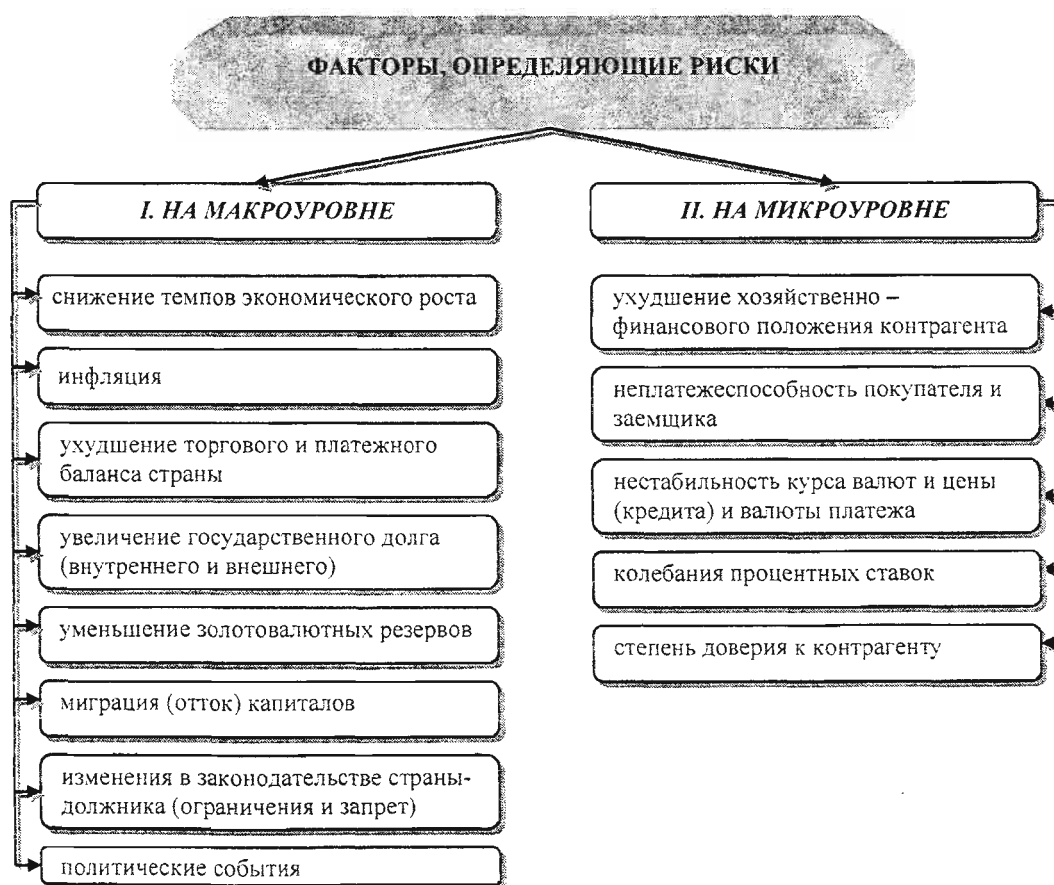 ФАКТОРЫ, ОПРЕДЕЛЯЮЩИЕ РИСКИ
I. НА МАКРОУРОВНЕ
снижение темпов экономического роста
инфляция
ухудшение торгового и платежного
баланса страны
увеличение государственного долга
(внутреннего и внешнего)
уменьшение золотовалютных резервов
миграция (отток) капиталов
изменения в законодательстве страны-
должника (ограничения и запрет)
политические события
II. НА МИКРОУРОВНЕ
ухудшение хозяйственно –
финансового положения контрагента
неплатежеспособность покупателя и
заемщика
нестабильность курса валют и цены
(кредита) и валюты платежа
колебания процентных ставок
степень доверия к контрагенту